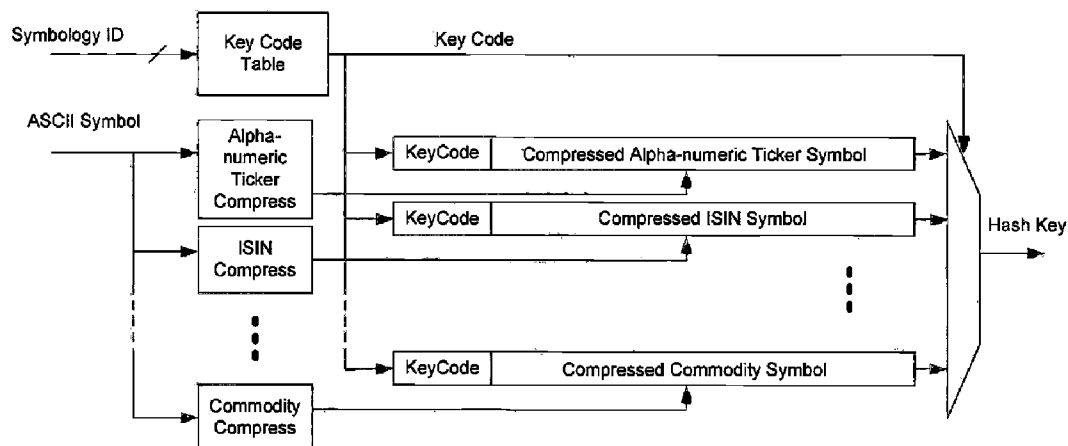 Symbology ID
Key Code
Table
Key Code
ASCII Symbol
Alpha-
numeric
Ticker
Compress
KeyCode
Compressed Alpha-numeric Ticker Symbol
KeyCode
Compressed ISIN Symbol
ISIN
Compress
Hash Key
KeyCode
Compressed Commodity Symbol
Commodity
Compress